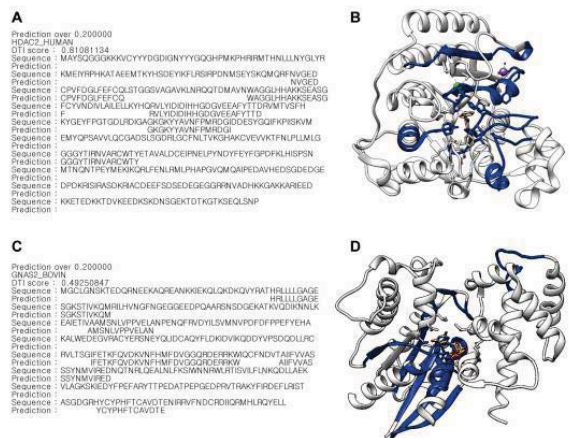 A
Prediction over 0.200000
HDAC2_HUMAN
DTI score : 0.81081134
Sequence : MAYSQGGGKKKVCYYYDGDIGNYYYGQGHPMKPHRIRMTHNLLLNYGLYR
Prediction :
Sequence : KMEIYRPHKATAEEMTKYHSDEYIKFLRSIRPDNMSEYSKQMQRFNVGED
Prediction : NVGED
Sequence : CPVFDGLFEFCQLSTGGSVAGAVKLNRQQTDMAVNWAGGLHHAKKSEASG
Prediction : CPVFDGLFEFCQ WAGGLHHAKKSEASG
Sequence : FCYVNDIVLAILELLKYHQRVLYIDIDIHHGDGVEEAFYTTDRVMTVSFH
Prediction : F RVLYIDIDIHHGDGVEEAFYTTD
Sequence : KYGEYFPGTGDLRDIGAGKGKYYAVNFPMRDGIDDESYGQIFKPIISKVM
Prediction : GKGKYYAVNFPMRDGI
Sequence : EMYQPSAVVLQCGADSLSGDRLGCFNLTVKGHAKCVEVVKTFNLPLLMLG
Prediction :
Sequence : GGGYTIRNVARCWTYETAVALDCEIPNELPYNDYFEYFGPDFKLHISPSN
Prediction : GGGYTIRNVARCWTY
Sequence : MTNQNTPEYMEKIKQRLFENLRMLPHAPGVQMQAIPEDAVHEDSGDEDGE
Prediction :
Sequence : DPDKRISIRASDKRIACDEEFSDSEDEGEGGRRNVADHKKGAKKARIEED
Prediction :
Sequence : KKETEDKKTDVKEEDKSKDNSGEKTDTKGTKSEQLSNP
Prediction :
B
C
Prediction over 0.200000
GNAS2_BOVIN
DTI score : 0.49250847
Sequence : MGCLGNSKTEDQRNEEKAQREANKKIEKQLQKDKQVYRATHRLLLLGAGE
Prediction : HRLLLLGAGE
Sequence : SGKSTIVKQMRILHVNGFNGEGGEEDPQAARSNSDGEKATKVQDIKNNLK
Prediction : SGKSTIVKQM
Sequence : EAIETIVAAMSNLVPPVELANPENQFRVDYILSVMNVPDFDFPPEFYEHA
Prediction : AMSNLVPPVELAN
Sequence : KALWEDEGVRACYERSNEYQLIDCAQYFLDKIDVIKQDDYVPSDQDLLRC
Prediction :
Sequence : RVLTSGIFETKFQVDKVNFHMFDVGGQRDERRKWIQCFNDVTAIIFVVAS
Prediction : IFETKFQVDKVNFHMFDVGGQRDERRKW AIIFVVAS
Sequence : SSYNMVIREDNQTNRLQEALNLFKSIWNNRWLRTISVILFLNKQDLLAEK
Prediction : SSYNMVIRED
Sequence : VLAGKSKIEDYFPEFARYTTPEDATPEPGEDPRVTRAKYFIRDEFLRIST
Prediction :
Sequence : ASGDGRHYCYPHFTCAVDTENIRRVFNDCRDIIQRMHLRQYELL
Prediction : YCYPHFTCAVDTE
D